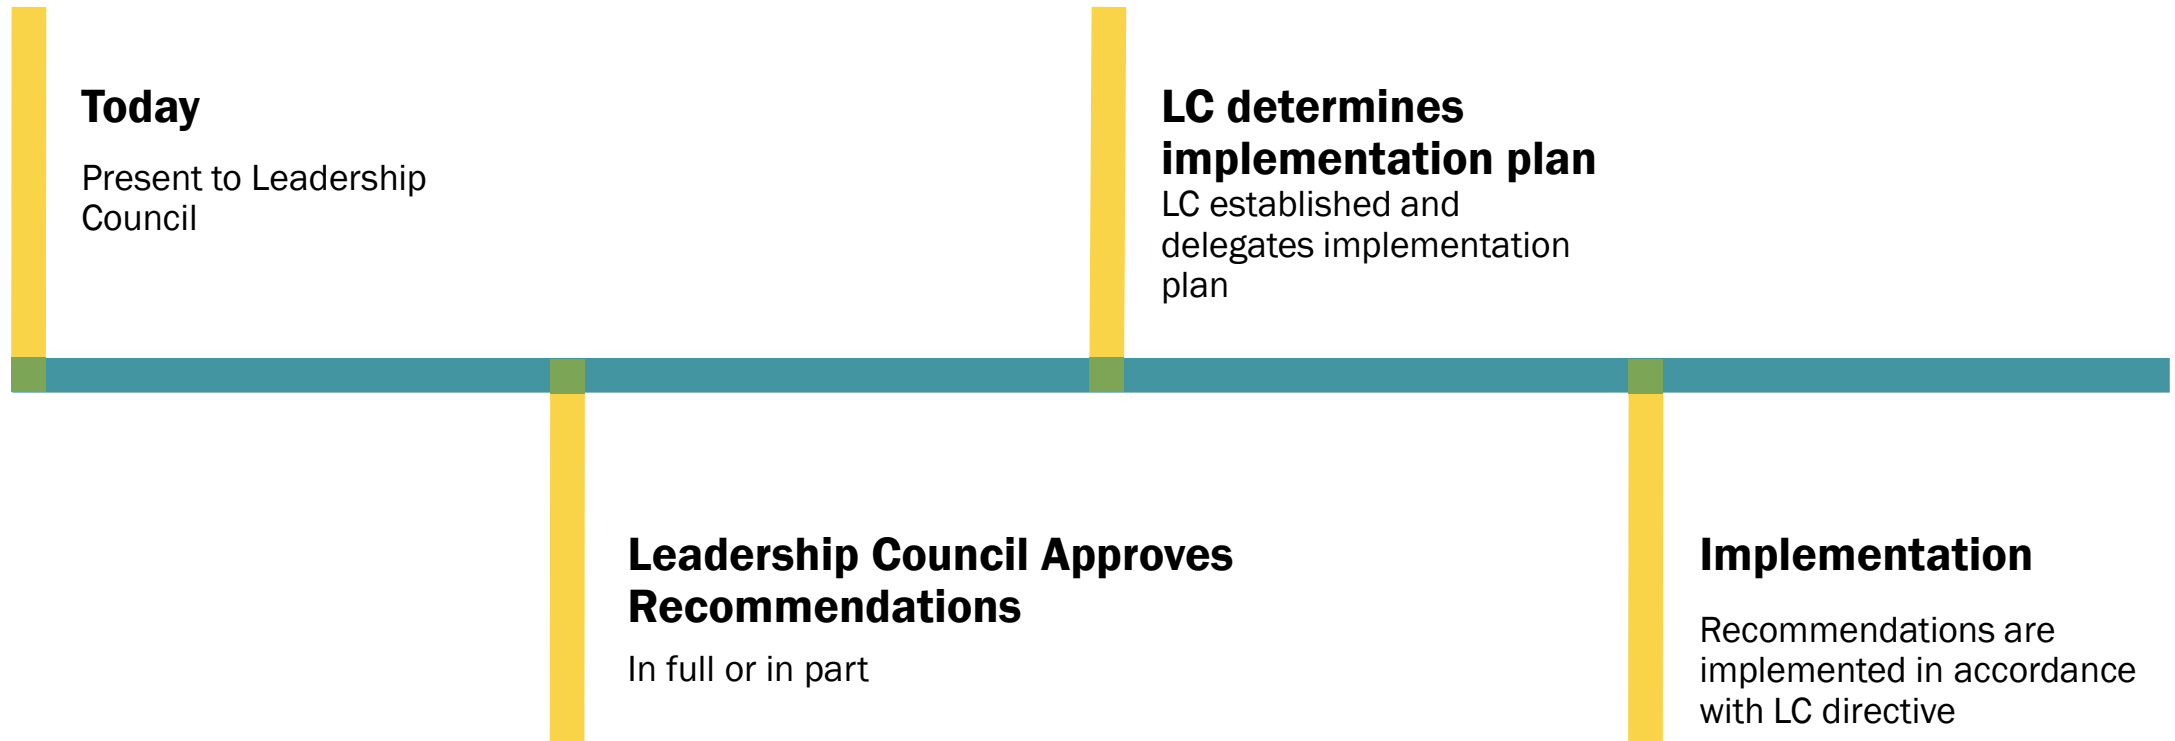 Today
Present to Leadership
Council
Leadership Council Approves
Recommendations
In full or in part
LC determines
implementation plan
LC established and
delegates implementation
plan
Implementation
Recommendations are
implemented in accordance
with LC directive